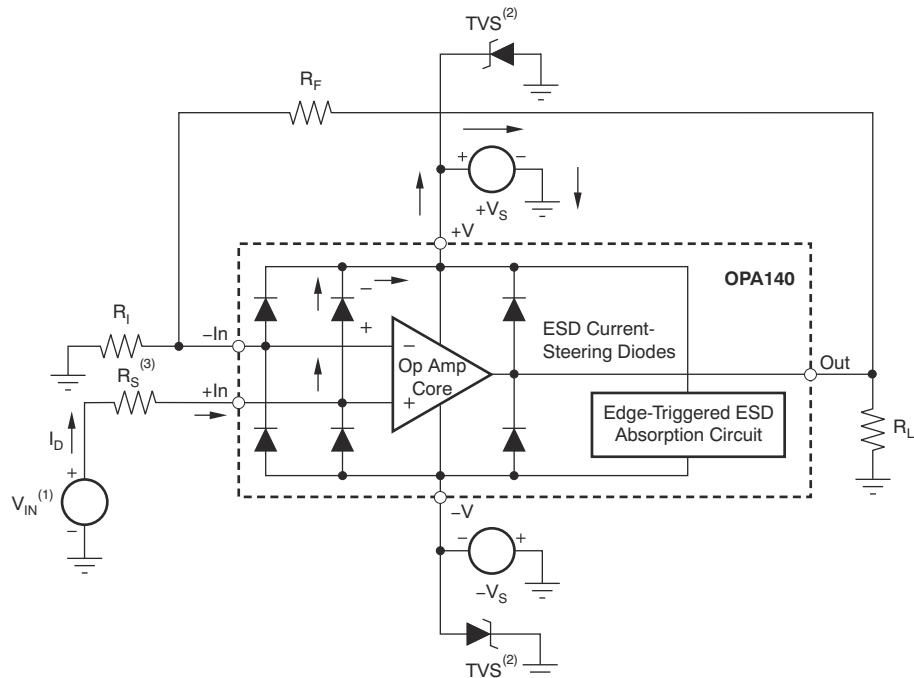 TVS(2)
RF
+ −
+VS
+V
OPA140
−
+
RI
−In
−
ESD Current-
Steering Diodes
Op Amp
Core
Out
RS(3)
+In
+
Edge-Triggered ESD
Absorption Circuit
RL
ID
+
VIN(1)
−
−V
− +
−VS
TVS(2)